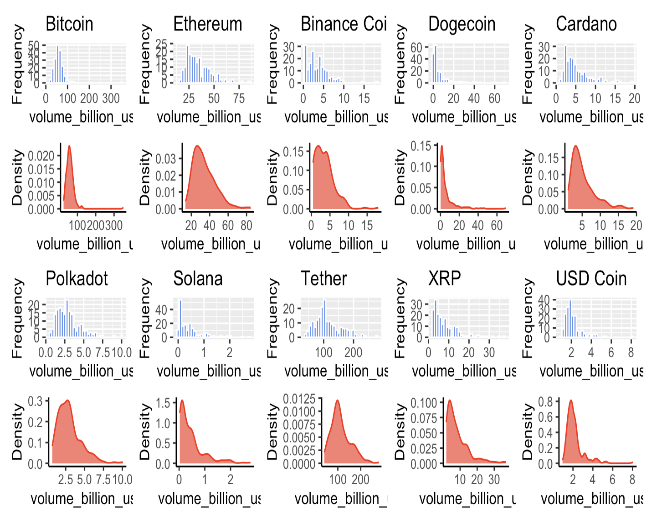 Bitcoin Ethereum Binance Coi Dogecoin Cardano
Frequency 50 40 30 20 10 0 Frequency 25 20 15 10 5 0 Frequency 30 20 10 0 Frequency 60 40 20 0 Frequency 30 20 10 0
0 100 300 25 50 75 0 5 10 15 0 20 40 60 0 5 10 15 20
volume_billion_us volume_billion_us volume_billion_us volume_billion_us volume_billion_us
Density 0.020 0.015 0.010 0.005 0.000 Density 0.03 0.02 0.01 0.00 Density 0.15 0.10 0.05 0.00 Density 0.15 0.10 0.05 0.00 Density 0.15 0.10 0.05 0.00
100 200 300 20 40 60 80 0 5 10 15 0 20 40 60 5 10 15 20
volume_billion_u volume_billion_u volume_billion_u volume_billion_u volume_billion_u
Polkadot Solana Tether XRP USD Coin
Frequency 20 10 0 Frequency 40 20 0 Frequency 20 10 0 Frequency 30 20 10 0 Frequency 40 30 20 10 0
0.0 2.5 5.0 7.5 10.0 0 1 2 100 200 0 10 20 30 2 4 6 8
volume_billion_us volume_billion_us volume_billion_us volume_billion_us volume_billion_us
Density 0.3 0.2 0.1 0.0 Density 1.5 1.0 0.5 0.0 Density 0.0125 0.0100 0.0075 0.0050 0.0025 0.0000 Density 0.100 0.075 0.050 0.025 0.000 Density 0.8 0.6 0.4 0.2 0.0
2.5 5.0 7.5 10.0 0 1 2 100 200 10 20 30 2 4 6 8
volume_billion_us volume_billion_us volume_billion_ volume_billion_u volume_billion_us